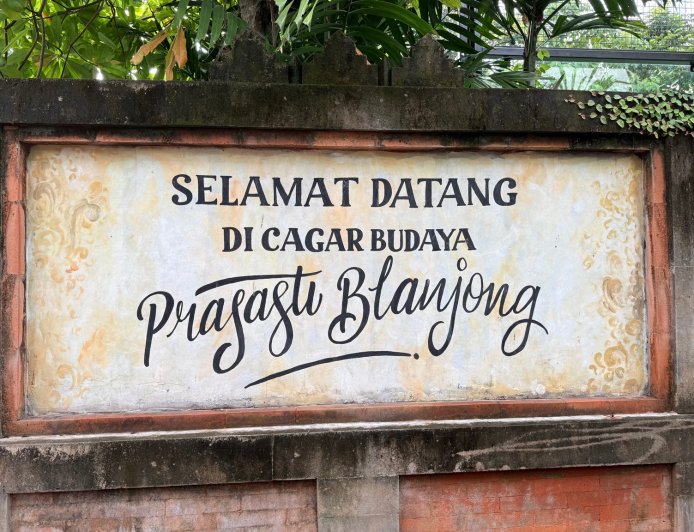 SELAMAT DATANG
DI CAGAR BUDAYA
Prasasti Blanjong